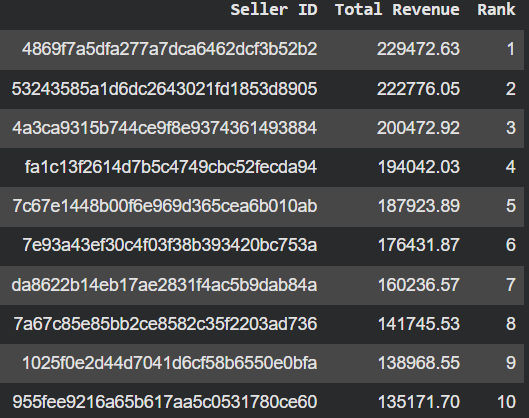 Seller ID Total Revenue Rank
4869f7a5dfa277a7dca6462dcf3b52b2 229472.63 1
53243585a1d6dc2643021fd1853d8905 222776.05 2
4a3ca9315b744ce9f8e9374361493884 200472.92 3
fa1c13f2614d7b5c4749cbc52fecda94 194042.03 4
7c67e1448b00f6e969d365cea6b010ab 187923.89 5
7e93a43ef30c4f03f38b393420bc753a 176431.87 6
da8622b14eb17ae2831f4ac5b9dab84a 160236.57 7
7a67c85e85bb2ce8582c35f2203ad736 141745.53 8
1025f0e2d44d7041d6cf58b6550e0bfa 138968.55 9
955fee9216a65b617aa5c0531780ce60 135171.70 10